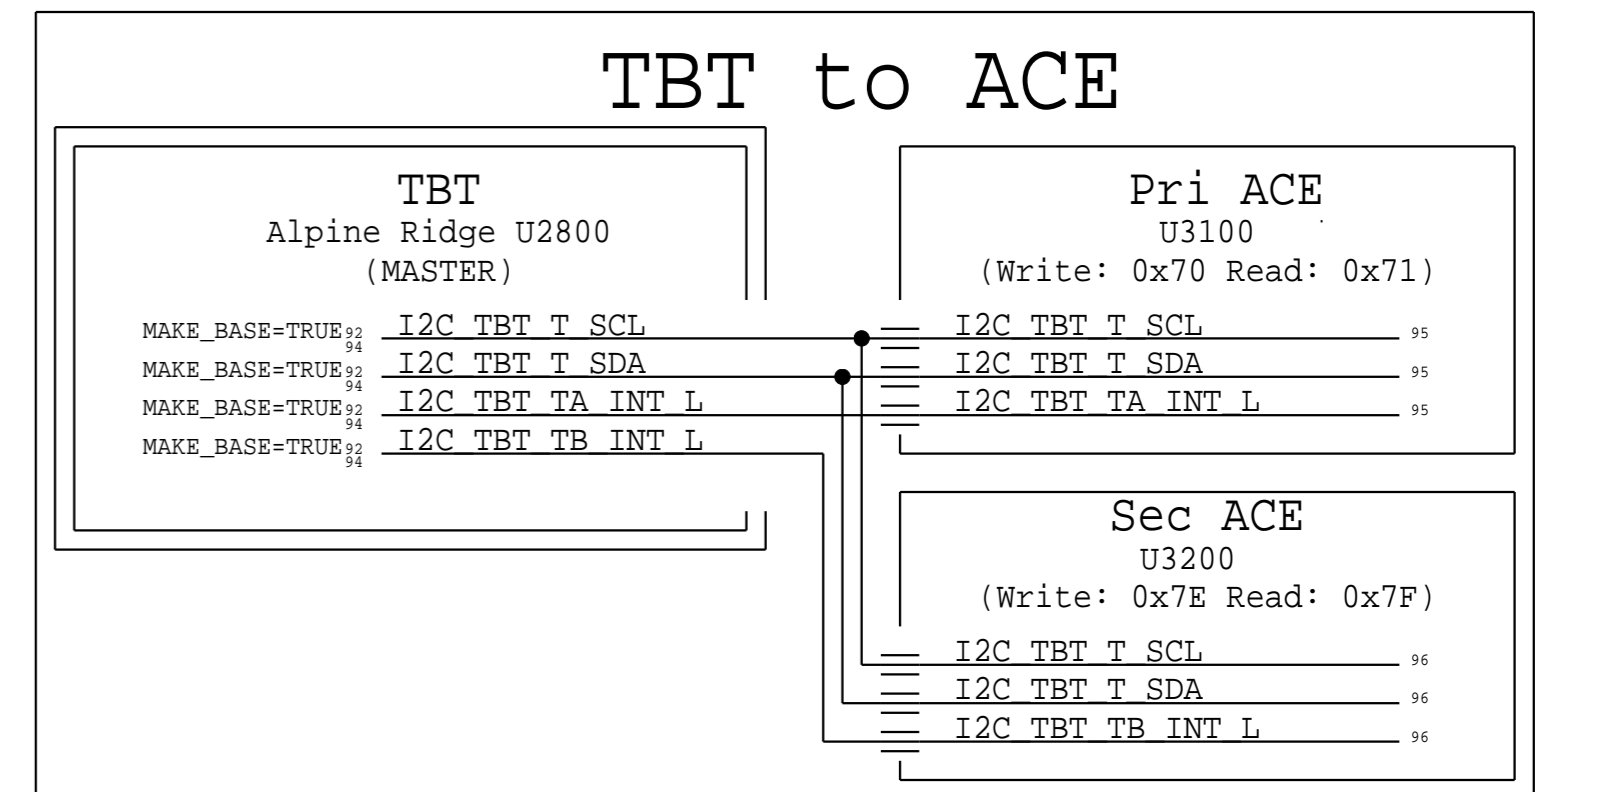 TBT to ACE
TBT
Alpine Ridge U2800
(MASTER)
MAKE_BASE=TRUE 92 I2C_TBT_T_SCL
94
MAKE_BASE=TRUE 92 I2C_TBT_T_SDA
94
MAKE_BASE=TRUE 92 I2C_TBT_TA_INT_L
94
MAKE_BASE=TRUE 92 I2C_TBT_TB_INT_L
94
Pri ACE
U3100
(Write: 0x70 Read: 0x71)
I2C_TBT_T_SCL 95
I2C_TBT_T_SDA 95
I2C_TBT_TA_INT_L 95
Sec ACE
U3200
(Write: 0x7E Read: 0x7F)
I2C_TBT_T_SCL 96
I2C_TBT_T_SDA 96
I2C_TBT_TB_INT_L 96